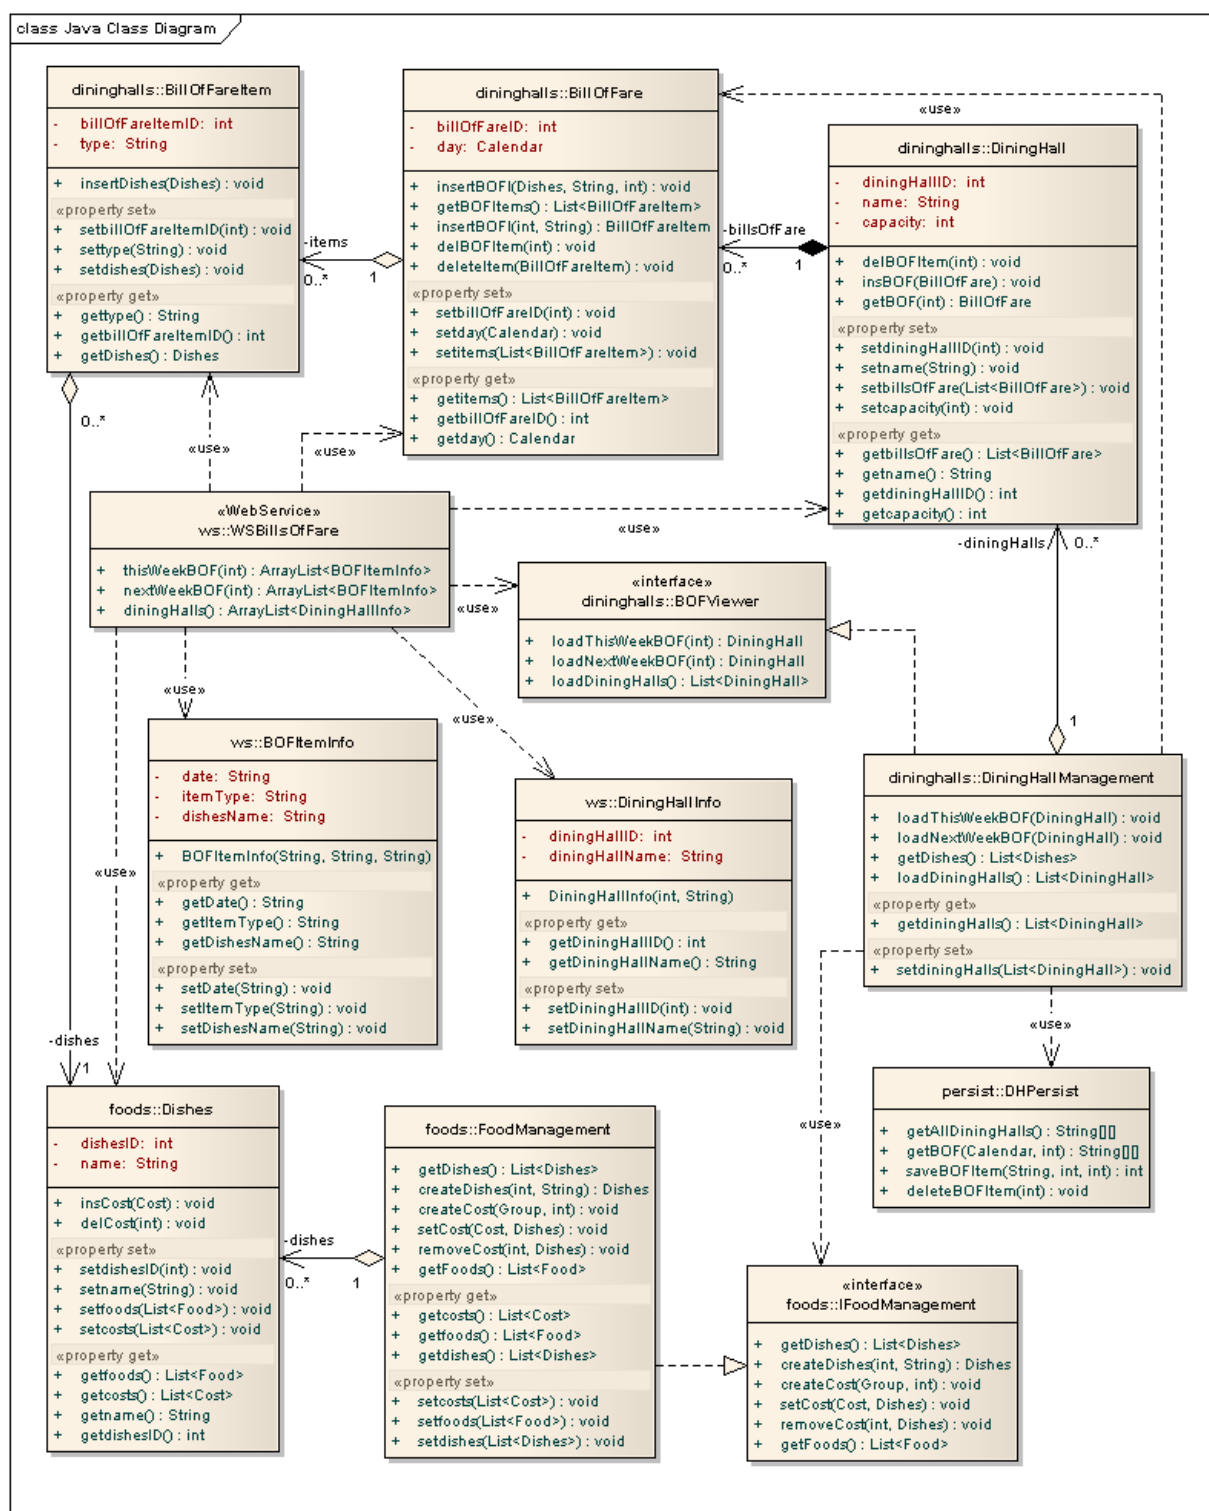 class Java Class Diagram
dininghalls::BillOfFareItem
- billOfFareItemID: int
- type: String
+ insertDishes(Dishes) : void
«property set»
+ setbillOfFareItemID(int) : void
+ settype(String) : void
+ setdishes(Dishes) : void
«property get»
+ gettype() : String
+ getbillOfFareItemID() : int
+ getDishes() : Dishes
-items
0..*
1
dininghalls::BillOfFare
- billOfFareID: int
- day: Calendar
+ insertBOFI(Dishes, String, int) : void
+ getBOFItems() : List<BillOfFareItem>
+ insertBOFI(int, String) : BillOfFareItem
+ delBOFItem(int) : void
+ deleteItem(BillOfFareItem) : void
«property set»
+ setbillOfFareID(int) : void
+ setday(Calendar) : void
+ setitems(List<BillOfFareItem>) : void
«property get»
+ getitems() : List<BillOfFareItem>
+ getbillOfFareID() : int
+ getday() : Calendar
«use»
-billsOfFare
0..*
1
dininghalls::DiningHall
- diningHallID: int
- name: String
- capacity: int
+ delBOFItem(int) : void
+ insBOF(BillOfFare) : void
+ getBOF(int) : BillOfFare
«property set»
+ setdiningHallID(int) : void
+ setname(String) : void
+ setbillsOfFare(List<BillOfFare>) : void
+ setcapacity(int) : void
«property get»
+ getbillsOfFare() : List<BillOfFare>
+ getname() : String
+ getdiningHallID() : int
+ getcapacity() : int
0..*
«use»
«use»
«WebService»
ws::WSBillsOfFare
+ thisWeekBOF(int) : ArrayList<BOFItemInfo>
+ nextWeekBOF(int) : ArrayList<BOFItemInfo>
+ diningHalls() : ArrayList<DiningHallInfo>
«use»
-diningHalls
0..*
«use»
«interface»
dininghalls::BOFViewer
+ loadThisWeekBOF(int) : DiningHall
+ loadNextWeekBOF(int) : DiningHall
+ loadDiningHalls() : List<DiningHall>
«use»
«use»
1
ws::BOFItemInfo
- date: String
- itemType: String
- dishesName: String
+ BOFItemInfo(String, String, String)
«property get»
+ getDate() : String
+ getItemType() : String
+ getDishesName() : String
«property set»
+ setDate(String) : void
+ setItemType(String) : void
+ setDishesName(String) : void
ws::DiningHallInfo
- diningHallID: int
- diningHallName: String
+ DiningHallInfo(int, String)
«property get»
+ getDiningHallID() : int
+ getDiningHallName() : String
«property set»
+ setDiningHallID(int) : void
+ setDiningHallName(String) : void
dininghalls::DiningHallManagement
+ loadThisWeekBOF(DiningHall) : void
+ loadNextWeekBOF(DiningHall) : void
+ getDishes() : List<Dishes>
+ loadDiningHalls() : List<DiningHall>
«property get»
+ getdiningHalls() : List<DiningHall>
«property set»
+ setdiningHalls(List<DiningHall>) : void
«use»
«use»
«use»
-dishes
1
persist::DHPersist
+ getAllDiningHalls() : String[][]
+ getBOF(Calendar, int) : String[][]
+ saveBOFItem(String, int, int) : int
+ deleteBOFItem(int) : void
foods::Dishes
- dishesID: int
- name: String
+ insCost(Cost) : void
+ delCost(int) : void
«property set»
+ setdishesID(int) : void
+ setname(String) : void
+ setfoods(List<Food>) : void
+ setcosts(List<Cost>) : void
«property get»
+ getfoods() : List<Food>
+ getcosts() : List<Cost>
+ getname() : String
+ getdishesID() : int
-dishes
0..*
1
foods::FoodManagement
+ getDishes() : List<Dishes>
+ createDishes(int, String) : Dishes
+ createCost(Group, int) : void
+ setCost(Cost, Dishes) : void
+ removeCost(int, Dishes) : void
+ getFoods() : List<Food>
«property get»
+ getcosts() : List<Cost>
+ getfoods() : List<Food>
+ getdishes() : List<Dishes>
«property set»
+ setcosts(List<Cost>) : void
+ setfoods(List<Food>) : void
+ setdishes(List<Dishes>) : void
«interface»
foods::IFoodManagement
+ getDishes() : List<Dishes>
+ createDishes(int, String) : Dishes
+ createCost(Group, int) : void
+ setCost(Cost, Dishes) : void
+ removeCost(int, Dishes) : void
+ getFoods() : List<Food>